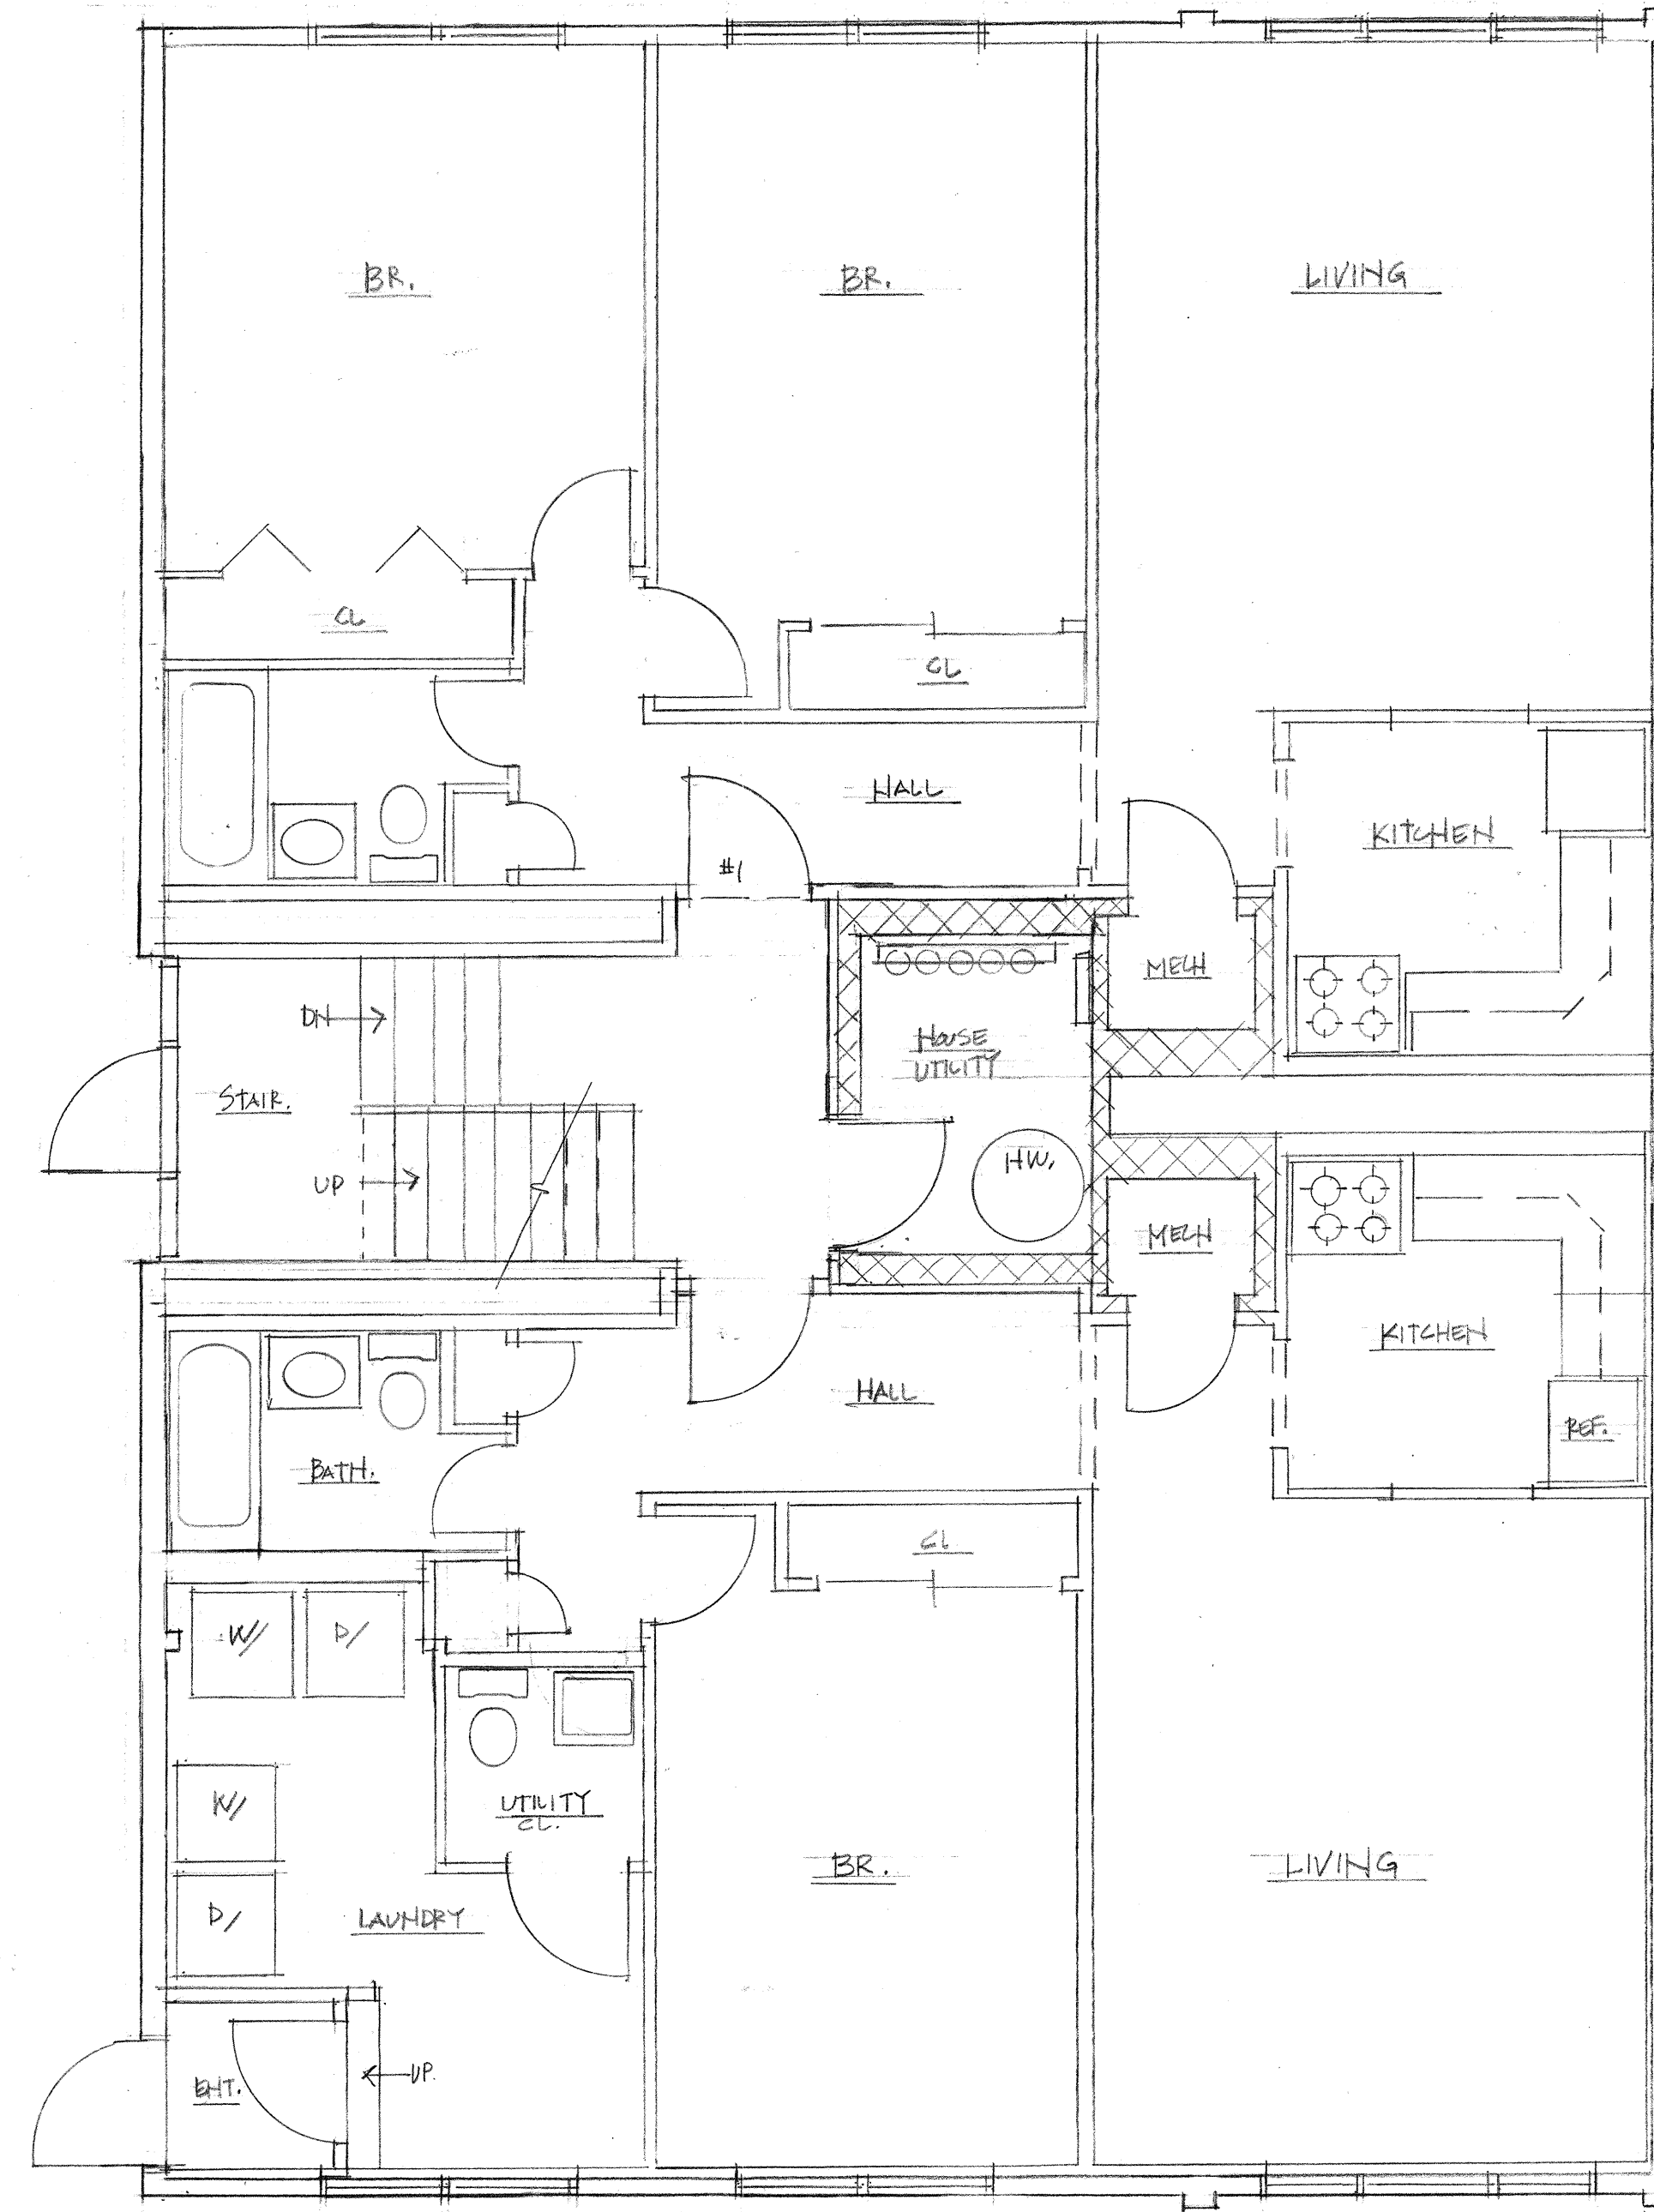 BR.
BR.
LIVING
CL
CL
HALL
#1
KITCHEN
MECH
DN
HOUSE
UTILITY
STAIR.
HW.
UP
MECH
KITCHEN
HALL
REF.
BATH.
CL
W/
D/
W/
UTILITY
CL.
BR.
LIVING
D/
LAUNDRY
UP.
ENT.